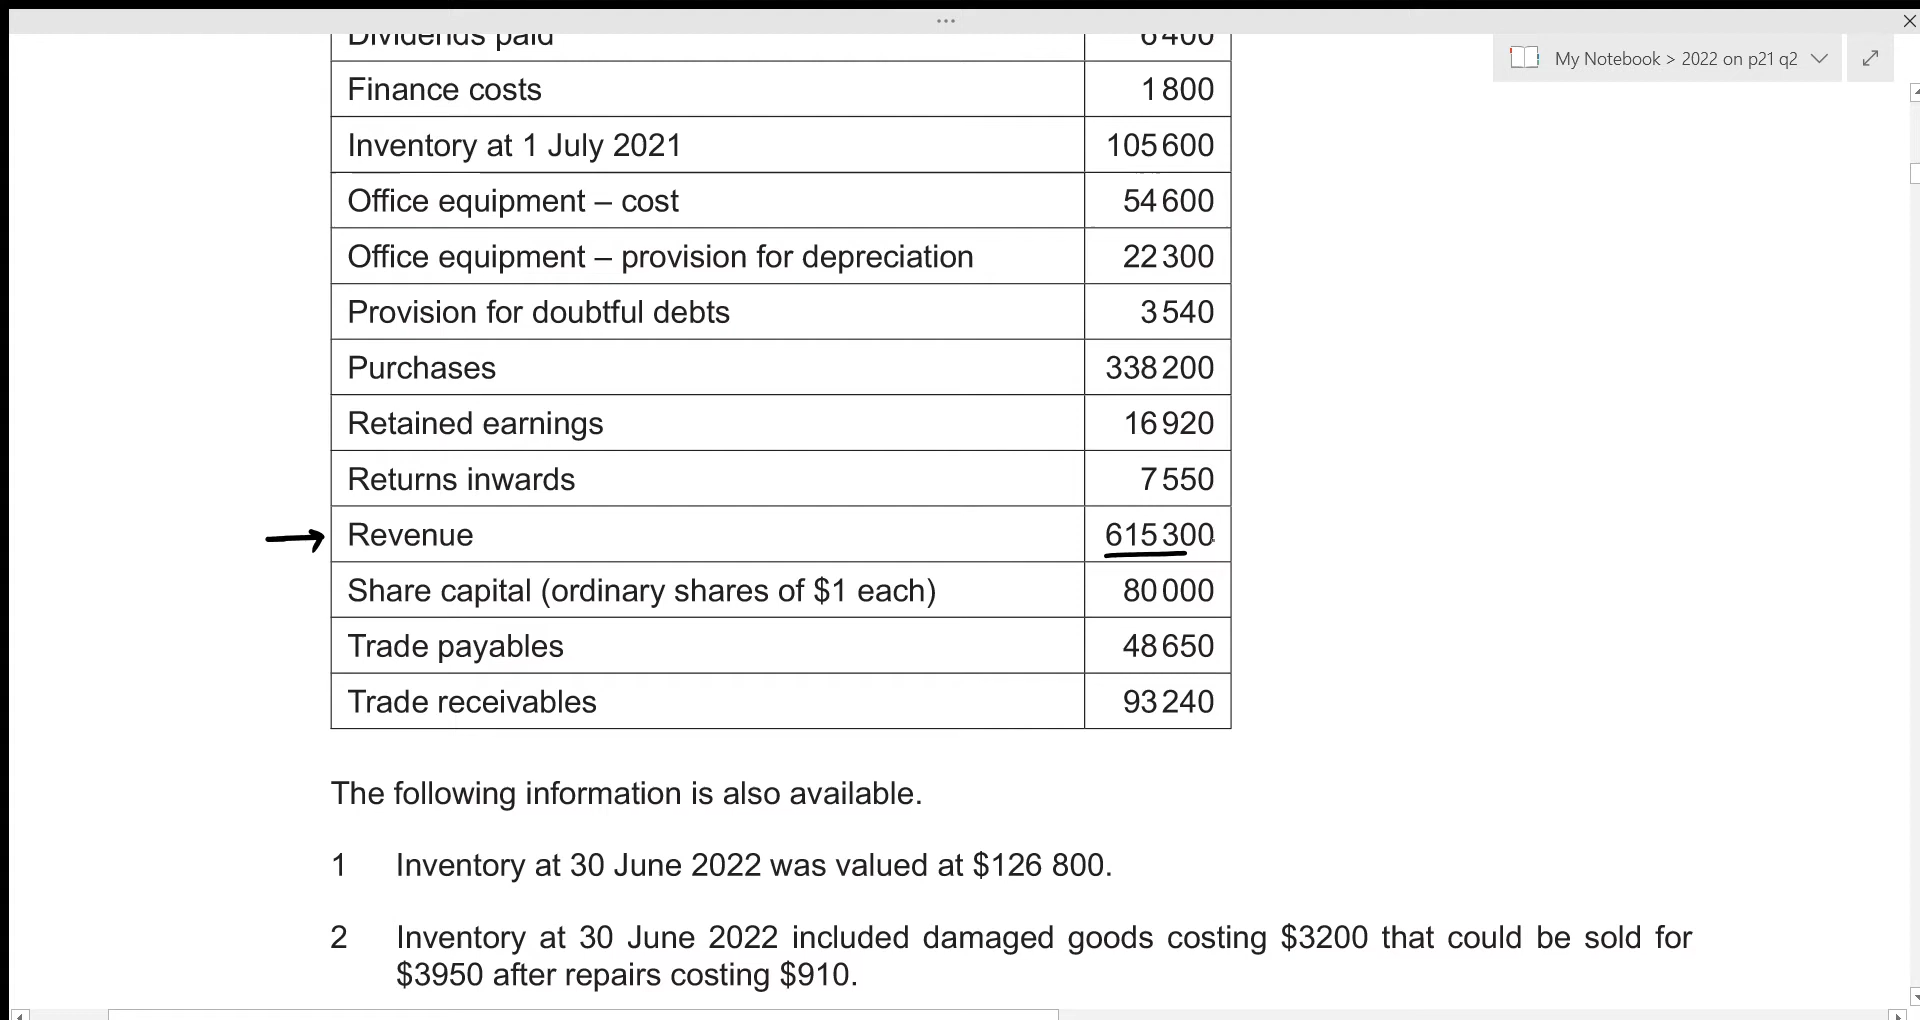 ...
My Notebook > 2022 on p21 q2
Dividends paid 6 400
Finance costs 1 800
Inventory at 1 July 2021 105 600
Office equipment – cost 54 600
Office equipment – provision for depreciation 22 300
Provision for doubtful debts 3 540
Purchases 338 200
Retained earnings 16 920
Returns inwards 7 550
Revenue 615 300
Share capital (ordinary shares of $1 each) 80 000
Trade payables 48 650
Trade receivables 93 240
The following information is also available.
1 Inventory at 30 June 2022 was valued at $126 800.
2 Inventory at 30 June 2022 included damaged goods costing $3200 that could be sold for
$3950 after repairs costing $910.